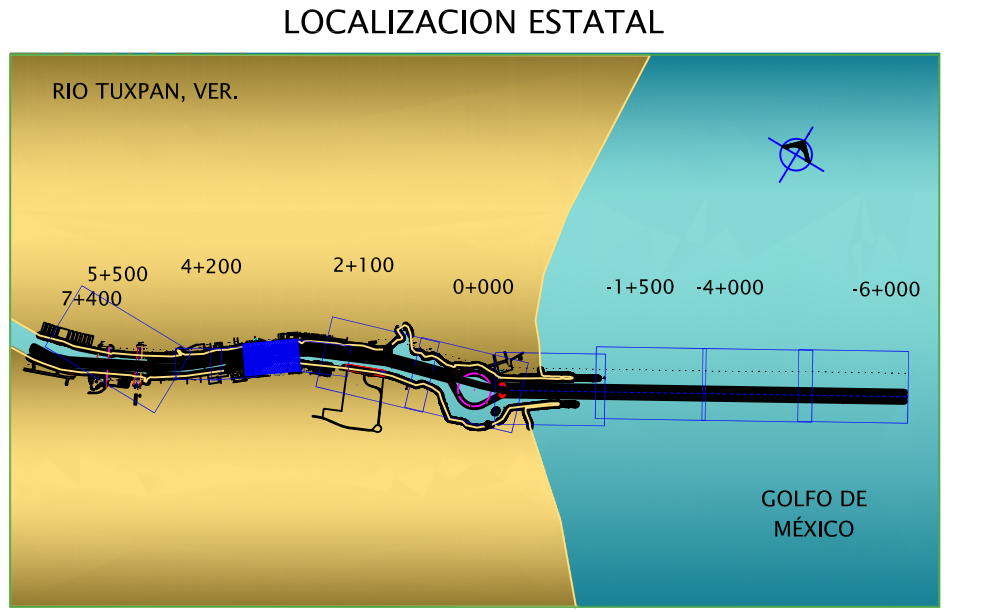 LOCALIZACION ESTATAL
RIO TUXPAN, VER.
5+500
4+200
2+100
0+000
-1+500
-4+000
-6+000
7+400
GOLFO DE
MÉXICO